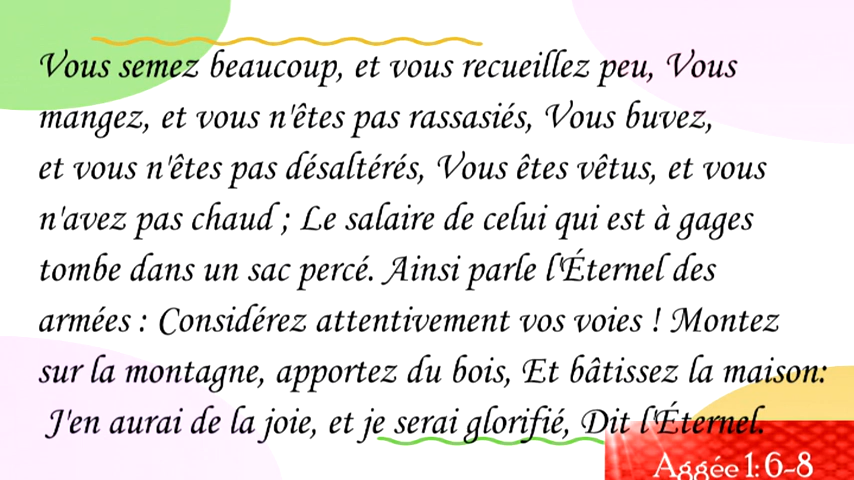 Vous semez beaucoup, et vous recueillez peu, Vous
mangez, et vous n'êtes pas rassasiés, Vous buvez,
et vous n'êtes pas désaltérés, Vous êtes vêtus, et vous
n'avez pas chaud ; Le salaire de celui qui est à gages
tombe dans un sac percé. Ainsi parle l'Éternel des
armées : Considérez attentivement vos voies ! Montez
sur la montagne, apportez du bois, Et bâtissez la maison:
J'en aurai de la joie, et je serai glorifié, Dit l'Éternel.
Aggée 1:6-8